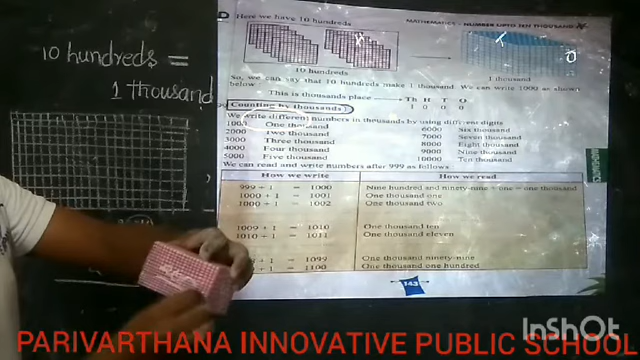 10 hundreds =
1 Thousand
Here we have 10 hundreds
MATHEMATICS - NUMBER UPTO TEN THOUSAND
10 hundreds
1 thousand
So, we can say that 10 hundreds make 1 thousand. We can write 1000 as shown
below
This is thousands place → Th H T O
1 0 0 0
Counting by thousands :
We write different numbers in thousands by using different digits
1000 One thousand
2000 Two thousand
3000 Three thousand
4000 Four thousand
5000 Five thousand
6000 Six thousand
7000 Seven thousand
8000 Eight thousand
9000 Nine thousand
10000 Ten thousand
We can read and write numbers after 999 as follows
How we write How we read
999 + 1 = 1000 Nine hundred and ninety-nine + one = one thousand
1000 + 1 = 1001 One thousand one
1000 + 1 = 1002 One thousand two
1009 + 1 = 1010 One thousand ten
1010 + 1 = 1011 One thousand eleven
= 1099 One thousand ninety-nine
+ 1 = 1100 One thousand one hundred
143
InShOt
PARIVARTHANA INNOVATIVE PUBLIC SCHOOL